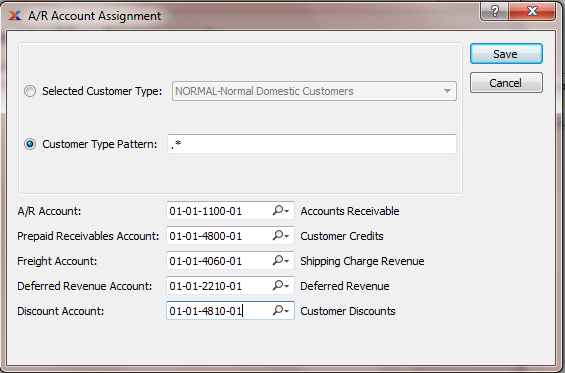 A/R Account Assignment
Save
Selected Customer Type: NORMAL-Normal Domestic Customers
Cancel
Customer Type Pattern: .*
A/R Account: 01-01-1100-01 Accounts Receivable
Prepaid Receivables Account: 01-01-4800-01 Customer Credits
Freight Account: 01-01-4060-01 Shipping Charge Revenue
Deferred Revenue Account: 01-01-2210-01 Deferred Revenue
Discount Account: 01-01-4810-01 Customer Discounts